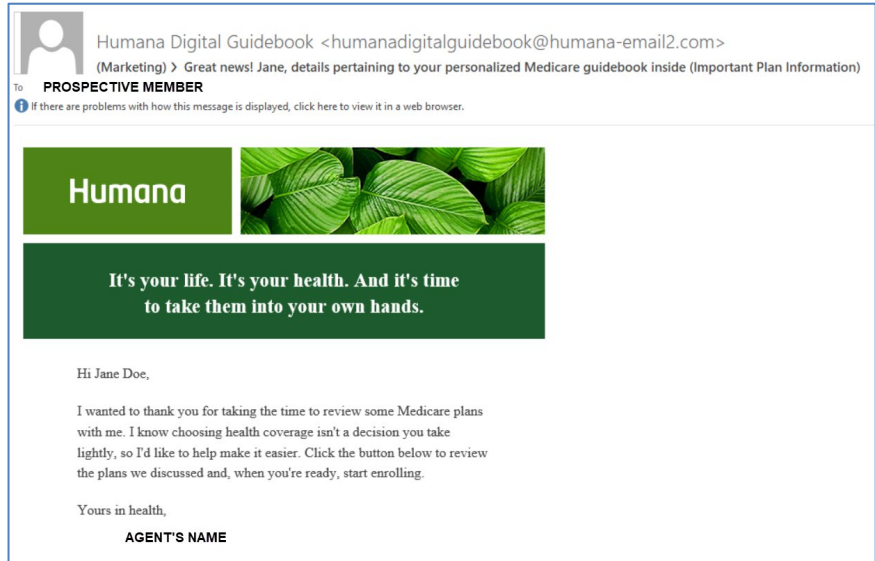 Humana Digital Guidebook <humanadigitalguidebook@humana-email2.com>
(Marketing) > Great news! Jane, details pertaining to your personalized Medicare guidebook inside (Important Plan Information)
To PROSPECTIVE MEMBER
i If there are problems with how this message is displayed, click here to view it in a web browser.
Humana
It's your life. It's your health. And it's time
to take them into your own hands.
Hi Jane Doe,
I wanted to thank you for taking the time to review some Medicare plans
with me. I know choosing health coverage isn't a decision you take
lightly, so I'd like to help make it easier. Click the button below to review
the plans we discussed and, when you're ready, start enrolling.
Yours in health,
AGENT'S NAME